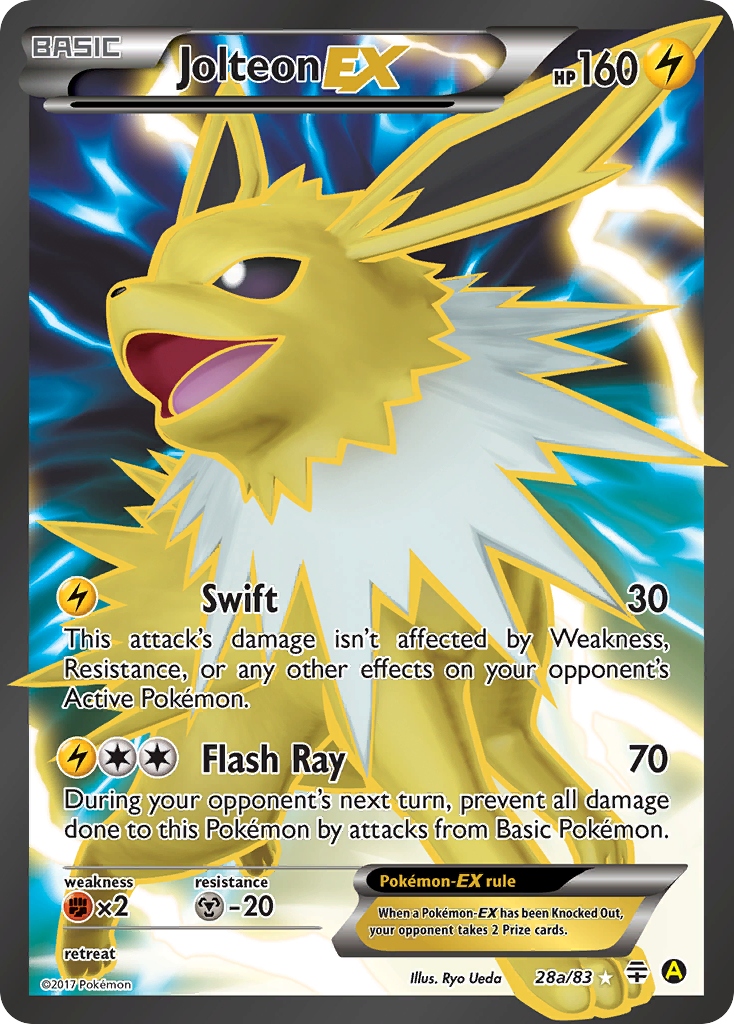 BASIC
Jolteon EX
HP 160
Swift 30
This attack's damage isn't affected by Weakness,
Resistance, or any other effects on your opponent's
Active Pokémon.
Flash Ray 70
During your opponent's next turn, prevent all damage
done to this Pokémon by attacks from Basic Pokémon.
weakness
×2
resistance
-20
retreat
Pokémon-EX rule
When a Pokémon-EX has been Knocked Out,
your opponent takes 2 Prize cards.
©2017 Pokémon
Illus. Ryo Ueda
28a/83
A